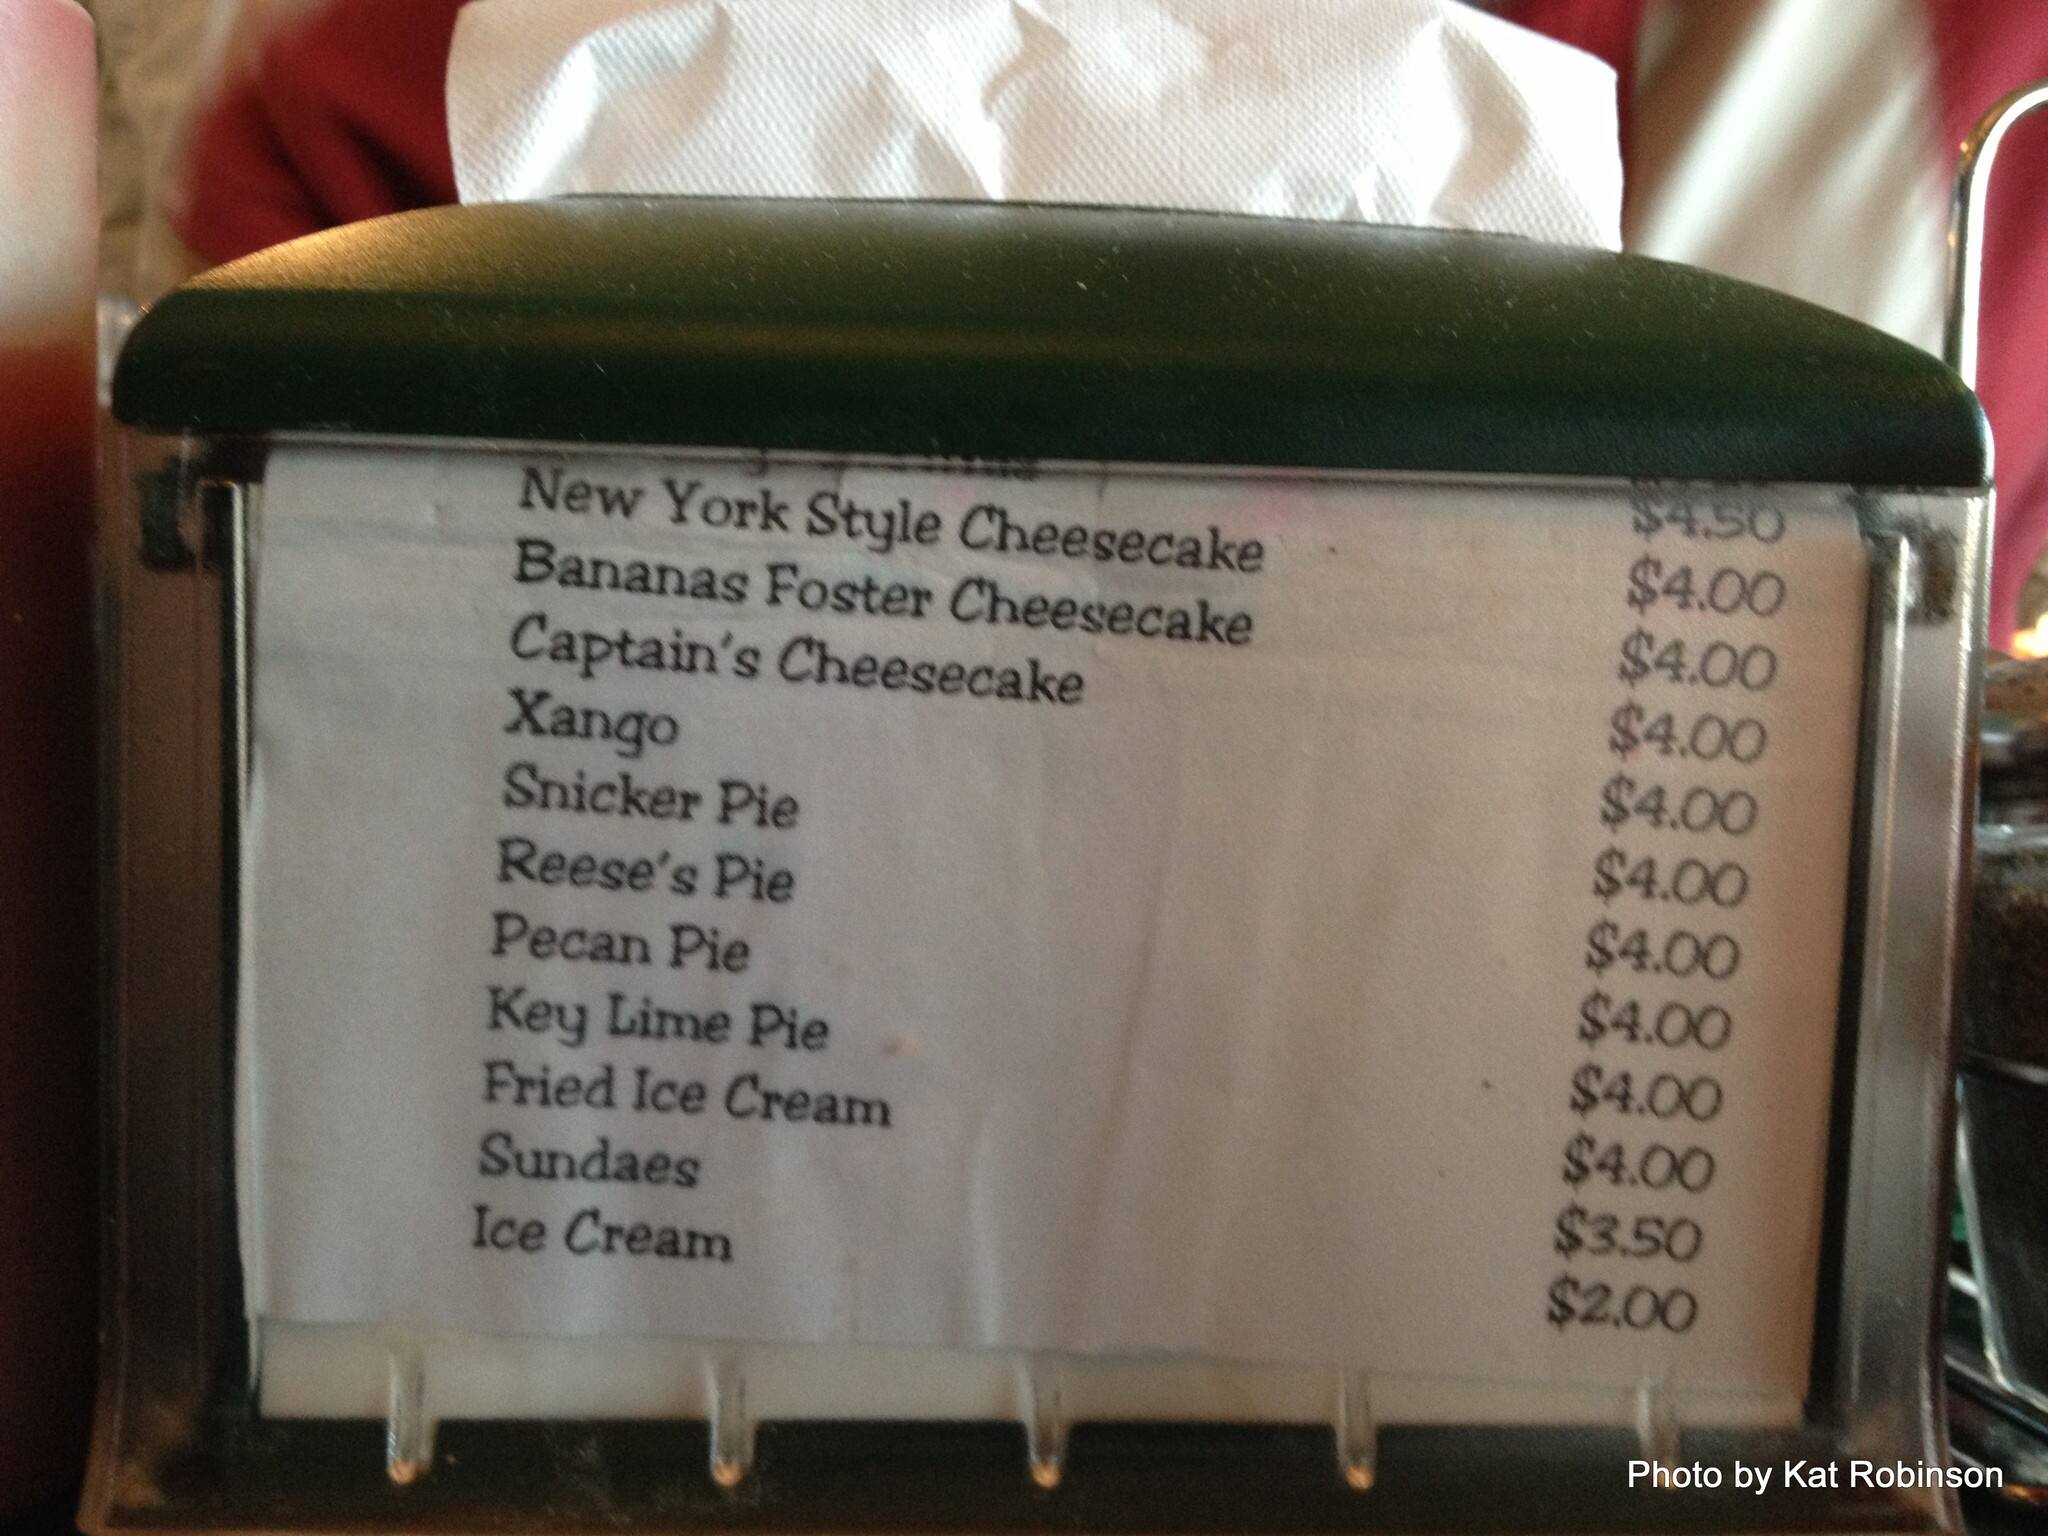 $4.50
New York Style Cheesecake $4.00
Bananas Foster Cheesecake $4.00
Captain's Cheesecake $4.00
Xango $4.00
Snicker Pie $4.00
Reese's Pie $4.00
Pecan Pie $4.00
Key Lime Pie $4.00
Fried Ice Cream $4.00
Sundaes $3.50
Ice Cream $2.00
Photo by Kat Robinson